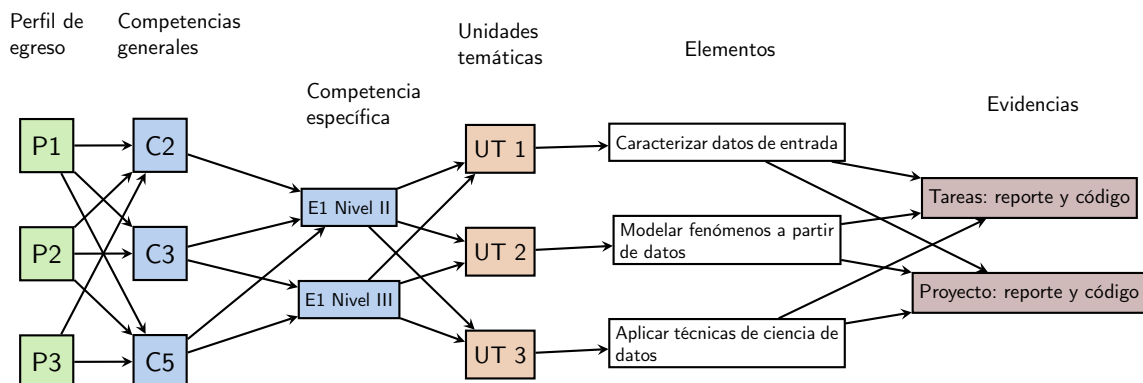 Perfil de
egreso
Competencias
generales
Competencia
específica
Unidades
temáticas
Elementos
Evidencias
P1
P2
P3
C2
C3
C5
E1 Nivel II
E1 Nivel III
UT 1
UT 2
UT 3
Caracterizar datos de entrada
Modelar fenómenos a partir
de datos
Aplicar técnicas de ciencia de
datos
Tareas: reporte y código
Proyecto: reporte y código